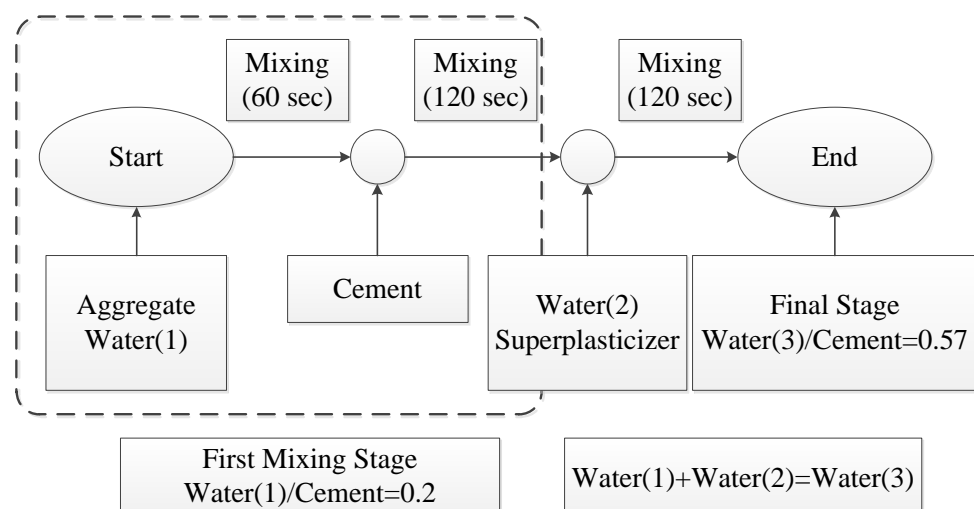 Mixing
(60 sec)
Mixing
(120 sec)
Mixing
(120 sec)
Start
End
Aggregate
Water(1)
Cement
Water(2)
Superplasticizer
Final Stage
Water(3)/Cement=0.57
First Mixing Stage
Water(1)/Cement=0.2
Water(1)+Water(2)=Water(3)